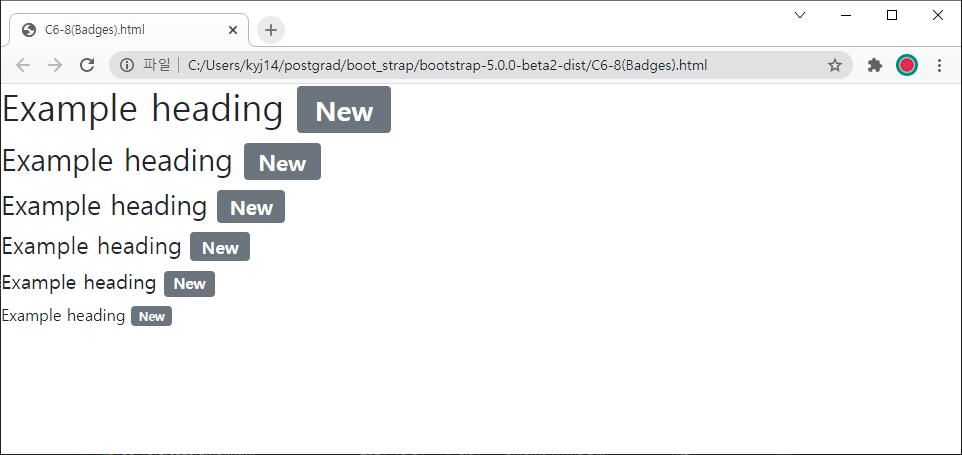 C6-8(Badges).html
파일 C:/Users/kyj14/postgrad/boot_strap/bootstrap-5.0.0-beta2-dist/C6-8(Badges).html
Example heading New
Example heading New
Example heading New
Example heading New
Example heading New
Example heading New